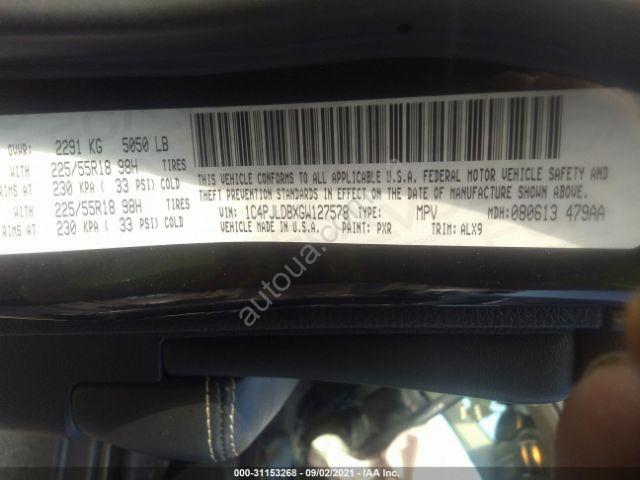 GVWR: 2291 KG 5050 LB
WITH 225/55R18 98H TIRES
RIMS AT 230 KPA ( 33 PSI) COLD
WITH 225/55R18 98H TIRES
RIMS AT 230 KPA ( 33 PSI) COLD
THIS VEHICLE CONFORMS TO ALL APPLICABLE U.S.A. FEDERAL MOTOR VEHICLE SAFETY AND
THEFT PREVENTION STANDARDS IN EFFECT ON THE DATE OF MANUFACTURE SHOWN ABOVE.
VIN: 1C4PJLDBXGW127578 TYPE: MPV MDH: 080613 479AA
VEHICLE MADE IN U.S.A. PAINT: PXR TRIM: ALX9
autoua.com
000-31153268 - 09/02/2021 - IAA Inc.